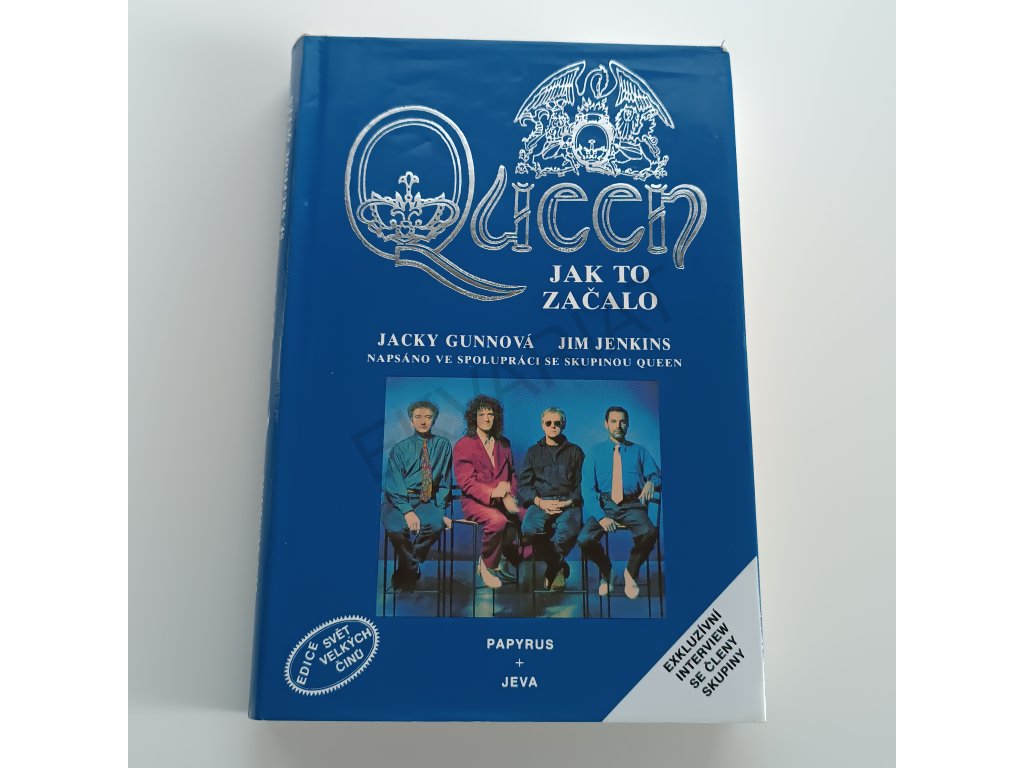 Queen
JAK TO
ZAČALO
JACKY GUNNOVÁ JIM JENKINS
NAPSÁNO VE SPOLUPRÁCI SE SKUPINOU QUEEN
EDICE SVĚT
VELKÝCH
ČINŮ
PAPYRUS
+
JEVA
EXKLUZÍVNÍ
INTERVIEW
SE ČLENY
SKUPINY